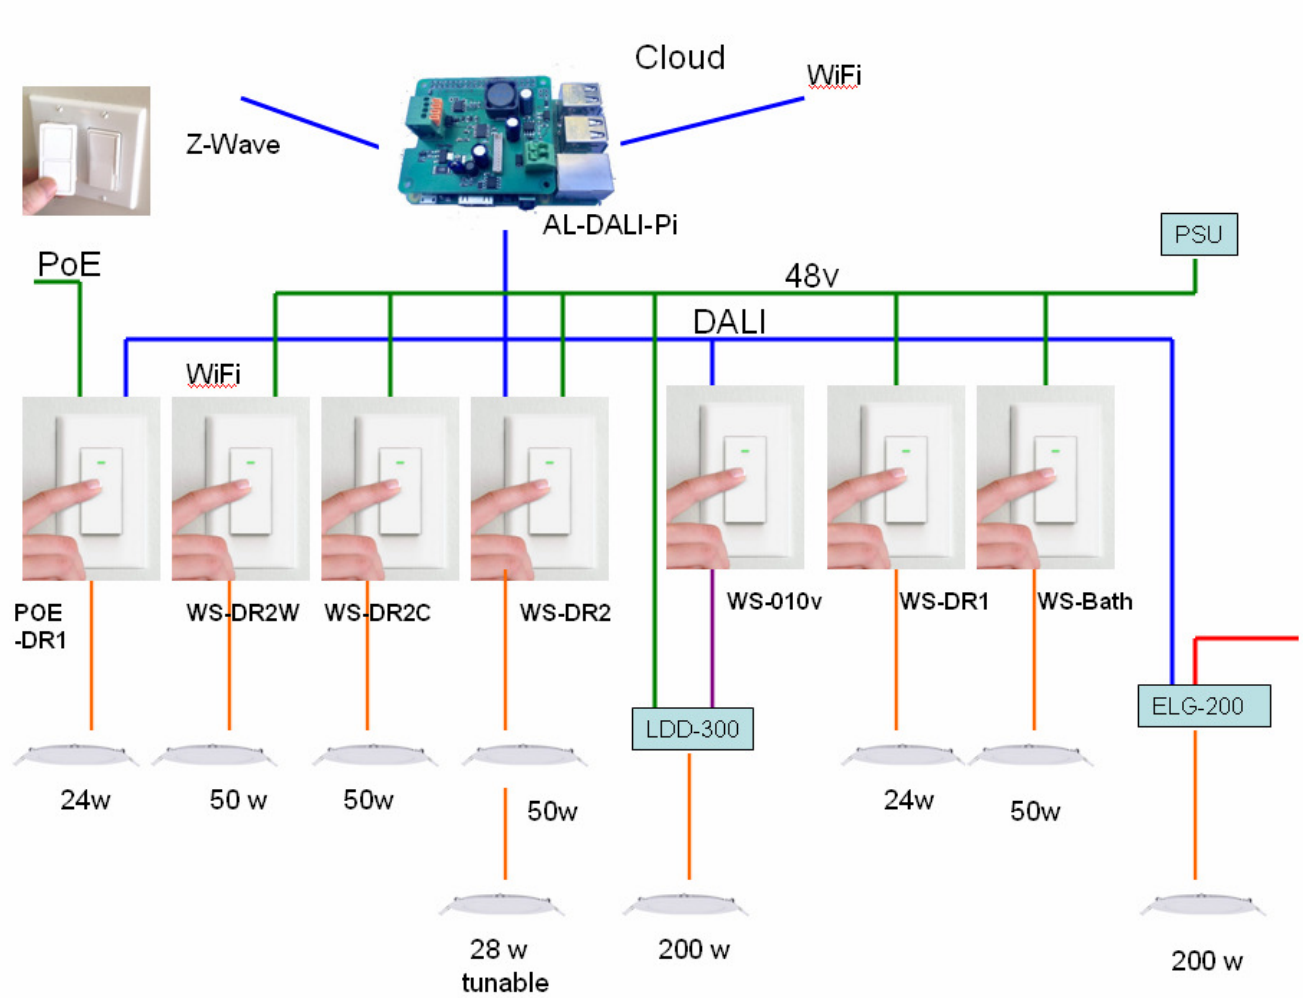 Cloud
WiFi
Z-Wave
AL-DALI-Pi
PSU
PoE
48v
DALI
WiFi
POE
-DR1
WS-DR2W
WS-DR2C
WS-DR2
WS-010v
WS-DR1
WS-Bath
LDD-300
ELG-200
24w
50 w
50w
50w
24w
50w
28 w
tunable
200 w
200 w